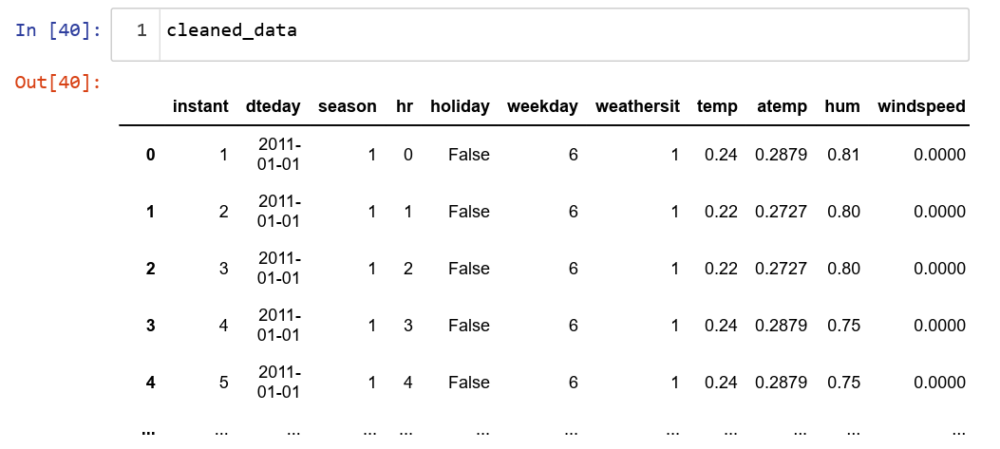 In [40]: 1 cleaned_data
Out[40]:
instant dteday season hr holiday weekday weathersit temp atemp hum windspeed
0 1 2011-01-01 1 0 False 6 1 0.24 0.2879 0.81 0.0000
1 2 2011-01-01 1 1 False 6 1 0.22 0.2727 0.80 0.0000
2 3 2011-01-01 1 2 False 6 1 0.22 0.2727 0.80 0.0000
3 4 2011-01-01 1 3 False 6 1 0.24 0.2879 0.75 0.0000
4 5 2011-01-01 1 4 False 6 1 0.24 0.2879 0.75 0.0000
... ... ... ... ... ... ... ... ... ... ... ...